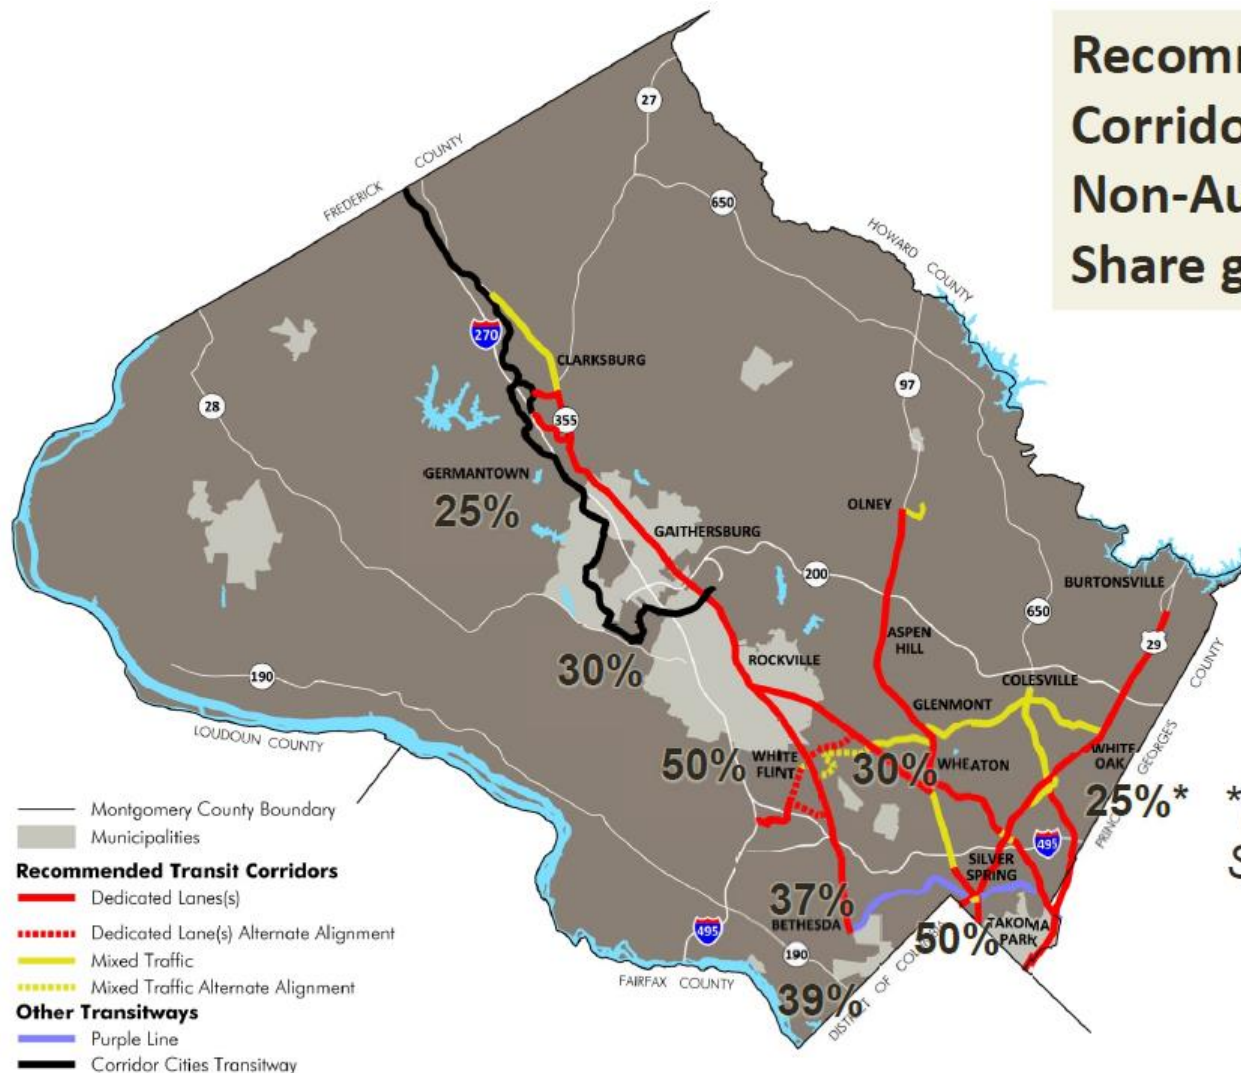 Recomm
Corrido
Non-Au
Share g
27
FREDERICK COUNTY
650
HOWARD COUNTY
270
CLARKSBURG
97
28
355
GERMANTOWN
25%
OLNEY
GAITHERSBURG
200
BURTONSVILLE
650
ASPEN
HILL
29
ROCKVILLE
30%
190
COLESVILLE
GLENMONT
LOUDOUN COUNTY
WHITE
FLINT
50%
30%
WHEATON
WHITE
OAK
PRINCE GEORGES COUNTY
25%*
*
S
495
SILVER
SPRING
37%
BETHESDA
TAKOMA
PARK
50%
495
190
FAIRFAX COUNTY
39%
DISTRICT OF COLUMBIA
Montgomery County Boundary
Municipalities
Recommended Transit Corridors
Dedicated Lanes(s)
Dedicated Lane(s) Alternate Alignment
Mixed Traffic
Mixed Traffic Alternate Alignment
Other Transitways
Purple Line
Corridor Cities Transitway